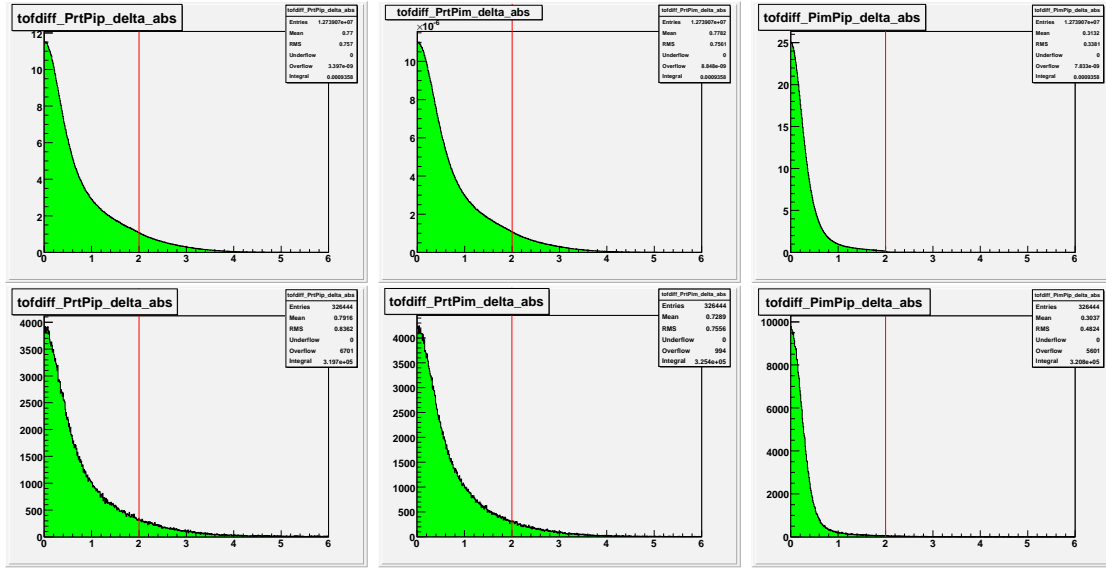 tofdiff_PrtPip_delta_abs
tofdiff_PrtPip_delta_abs
Entries 1.273907e+07
Mean 0.77
RMS 0.757
Underflow 0
Overflow 3.397e-09
Integral 0.0009358
12
10
8
6
4
2
0
0 1 2 3 4 5 6
tofdiff_PrtPim_delta_abs
tofdiff_PrtPim_delta_abs
Entries 1.273907e+07
Mean 0.7782
RMS 0.7561
Underflow 0
Overflow 8.848e-09
Integral 0.0009358
×10-6
10
8
6
4
2
0
0 1 2 3 4 5 6
tofdiff_PimPip_delta_abs
tofdiff_PimPip_delta_abs
Entries 1.273907e+07
Mean 0.3132
RMS 0.3381
Underflow 0
Overflow 7.833e-09
Integral 0.0009358
25
20
15
10
5
0
0 1 2 3 4 5 6
tofdiff_PrtPip_delta_abs
tofdiff_PrtPip_delta_abs
Entries 326444
Mean 0.7916
RMS 0.8362
Underflow 0
Overflow 6701
Integral 3.197e+05
4000
3500
3000
2500
2000
1500
1000
500
0
0 1 2 3 4 5 6
tofdiff_PrtPim_delta_abs
tofdiff_PrtPim_delta_abs
Entries 326444
Mean 0.7289
RMS 0.7556
Underflow 0
Overflow 994
Integral 3.254e+05
4000
3500
3000
2500
2000
1500
1000
500
0
0 1 2 3 4 5 6
tofdiff_PimPip_delta_abs
tofdiff_PimPip_delta_abs
Entries 326444
Mean 0.3037
RMS 0.4824
Underflow 0
Overflow 5601
Integral 3.208e+05
10000
8000
6000
4000
2000
0
0 1 2 3 4 5 6